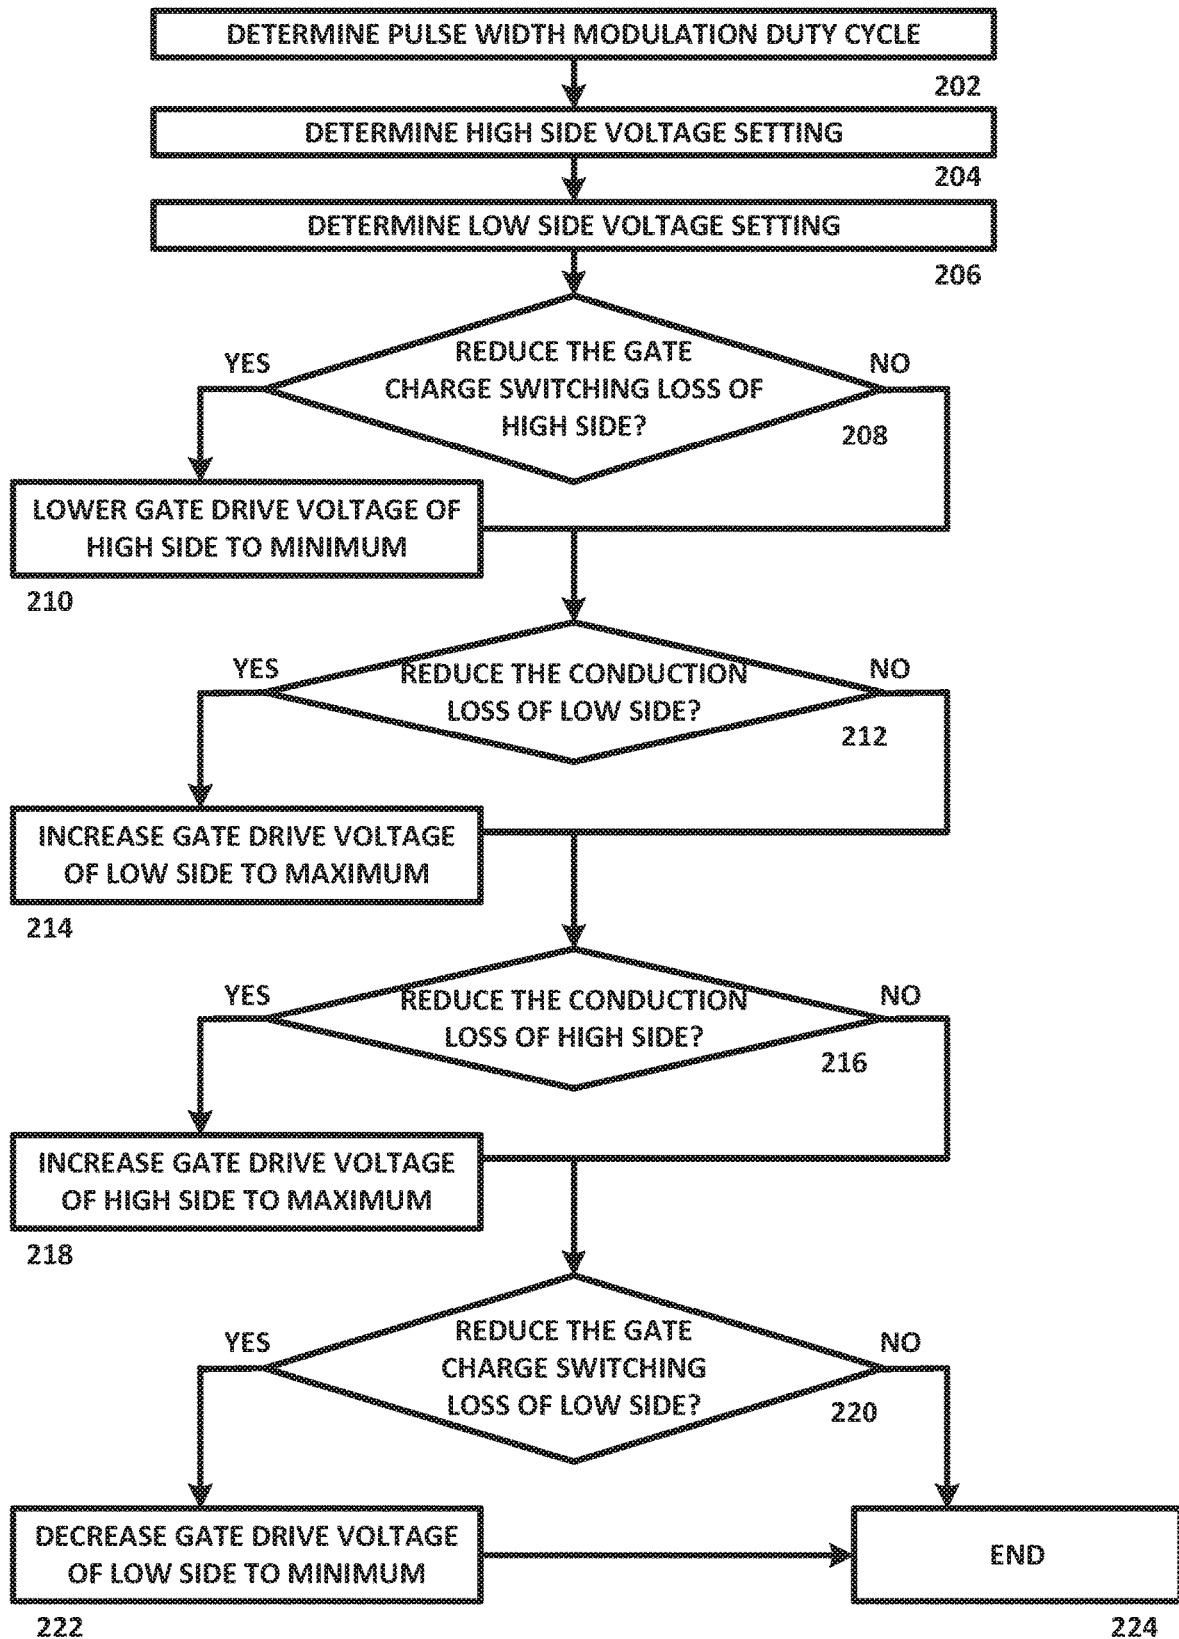 DETERMINE PULSE WIDTH MODULATION DUTY CYCLE
202
DETERMINE HIGH SIDE VOLTAGE SETTING
204
DETERMINE LOW SIDE VOLTAGE SETTING
206
YES
REDUCE THE GATE
CHARGE SWITCHING LOSS OF
HIGH SIDE?
NO
208
LOWER GATE DRIVE VOLTAGE OF
HIGH SIDE TO MINIMUM
210
YES
REDUCE THE CONDUCTION
LOSS OF LOW SIDE?
NO
212
INCREASE GATE DRIVE VOLTAGE
OF LOW SIDE TO MAXIMUM
214
YES
REDUCE THE CONDUCTION
LOSS OF HIGH SIDE?
NO
216
INCREASE GATE DRIVE VOLTAGE
OF HIGH SIDE TO MAXIMUM
218
YES
REDUCE THE GATE
CHARGE SWITCHING
LOSS OF LOW SIDE?
NO
220
DECREASE GATE DRIVE VOLTAGE
OF LOW SIDE TO MINIMUM
222
END
224